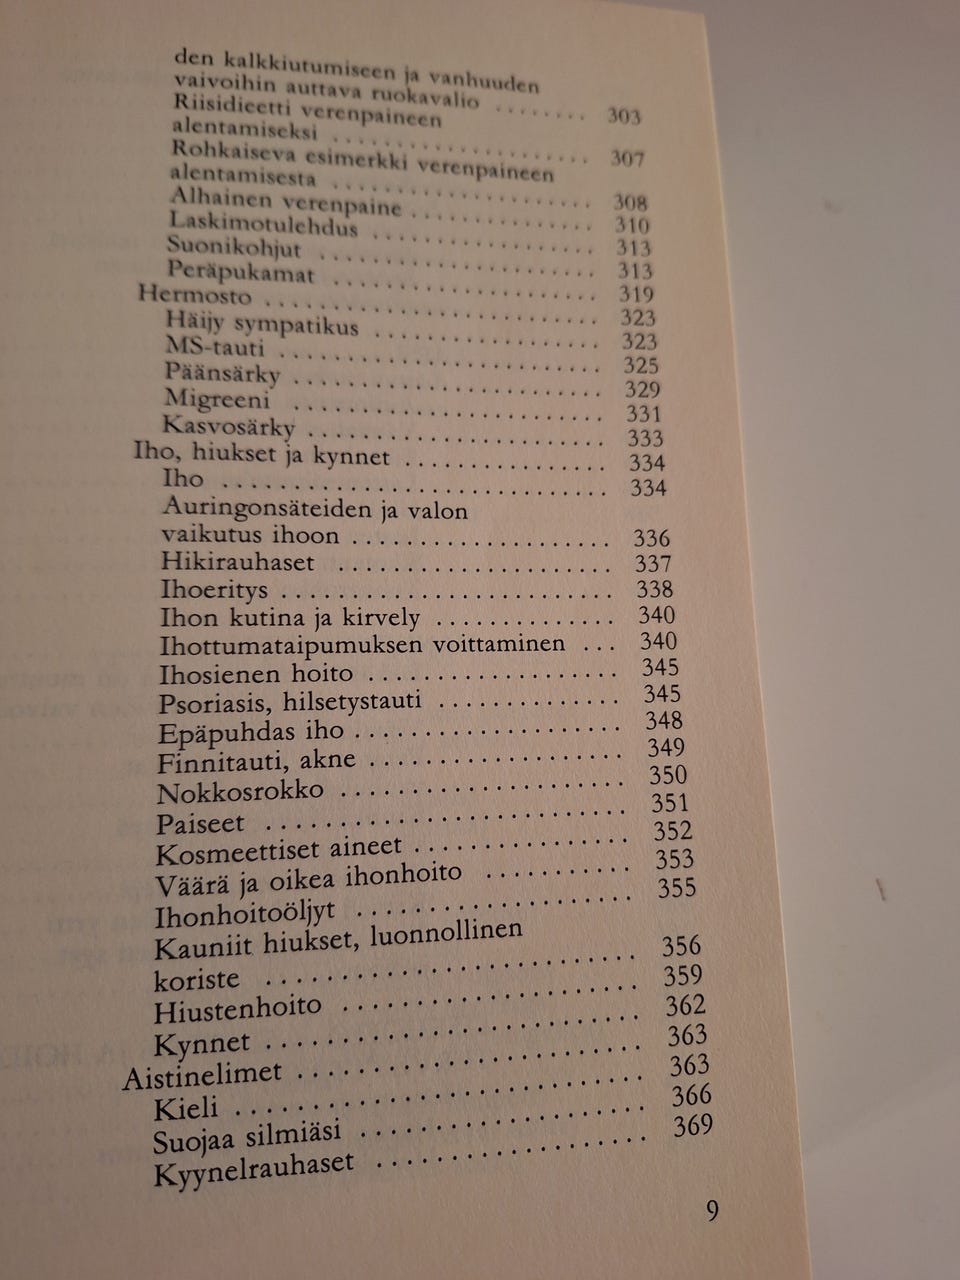 den kalkkiutumiseen ja vanhuuden
vaivoihin auttava ruokavalio ........ 303
Riisidieetti verenpaineen
alentamiseksi .................... 307
Rohkaiseva esimerkki verenpaineen
alentamisesta .................... 308
Alhainen verenpaine .............. 310
Laskimotulehdus ................. 313
Suonikohjut ..................... 313
Peräpukamat .................... 319
Hermosto ........................ 323
Häijy sympatikus ................. 323
MS-tauti ........................ 325
Päänsärky ....................... 329
Migreeni ........................ 331
Kasvosärky ...................... 333
Iho, hiukset ja kynnet ............... 334
Iho ............................. 334
Auringonsäteiden ja valon
vaikutus ihoon .................... 336
Hikirauhaset ..................... 337
Ihoeritys ......................... 338
Ihon kutina ja kirvely .............. 340
Ihottumataipumuksen voittaminen ... 340
Ihosienen hoito ................... 345
Psoriasis, hilsetystauti .............. 345
Epäpuhdas iho .................... 348
Finnitauti, akne ................... 349
Nokkosrokko ..................... 350
Paiseet .......................... 351
Kosmeettiset aineet ................ 352
Väärä ja oikea ihonhoito ........... 353
Ihonhoitoöljyt .................... 355
Kauniit hiukset, luonnollinen
koriste .......................... 356
Hiustenhoito ..................... 359
Kynnet .......................... 362
Aistinelimet ........................ 363
Kieli ............................ 363
Suojaa silmiäsi .................... 366
Kyynelrauhaset ................... 369
9